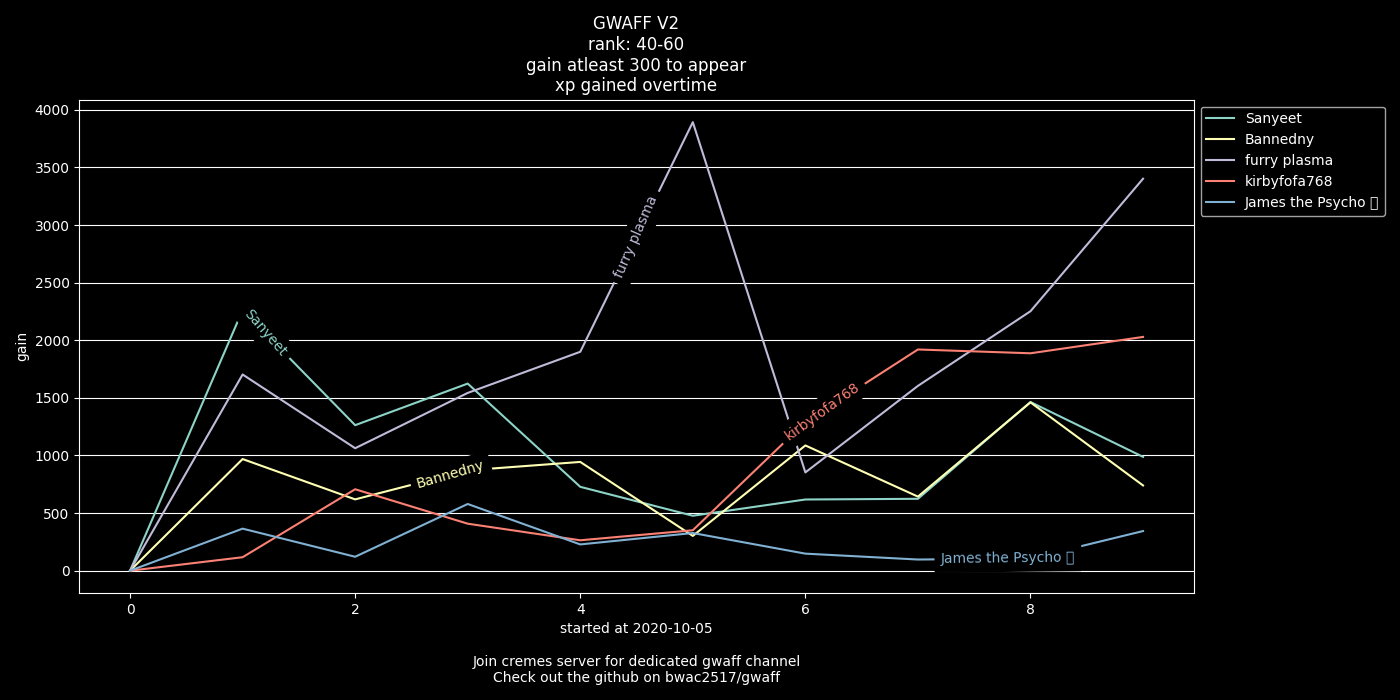 GWAFF V2
rank: 40-60
gain atleast 300 to appear
xp gained overtime
4000
3500
3000
2500
2000
1500
1000
500
0
gain
Sanyeet
Bannedny
furry plasma
kirbyfofa768
James the Psycho
Sanyeet
Bannedny
furry plasma
kirbyfofa768
James the Psycho
0
2
4
6
8
started at 2020-10-05
Join cremes server for dedicated gwaff channel
Check out the github on bwac2517/gwaff